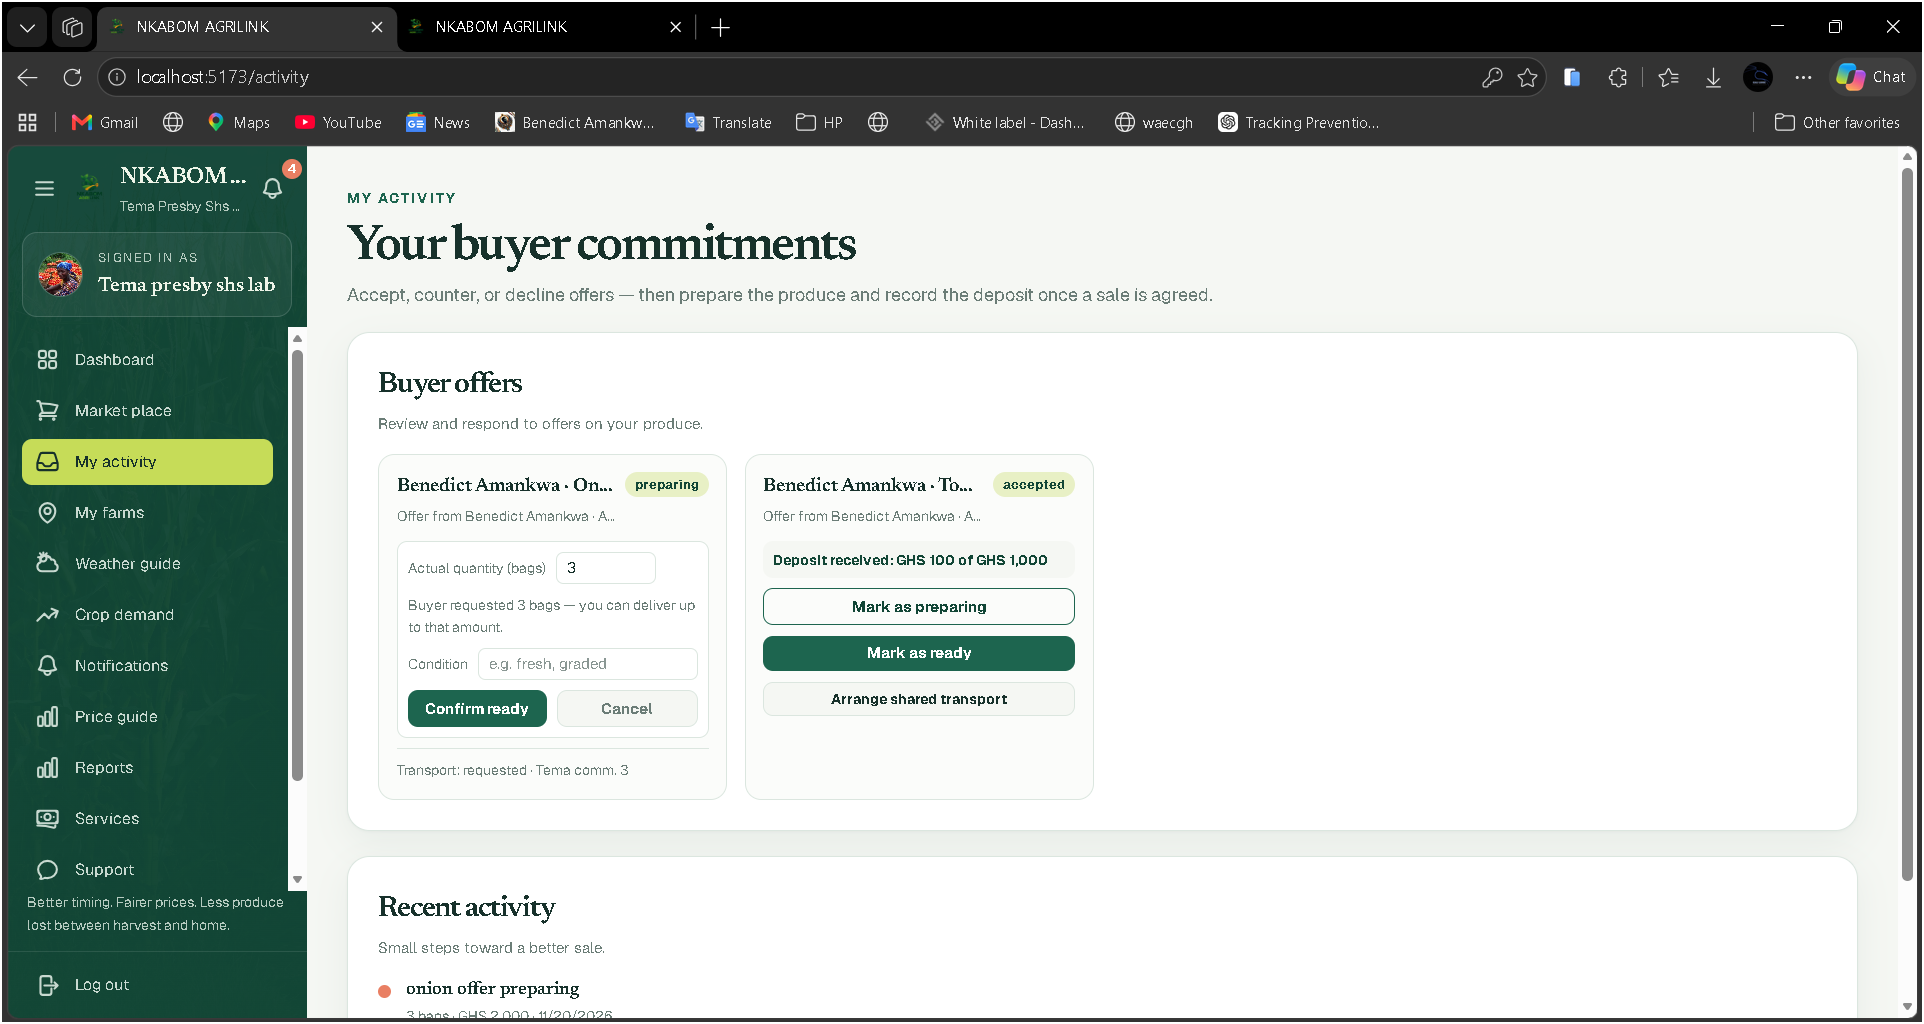 NKABOM AGRILINK
NKABOM AGRILINK
localhost:5173/activity
Chat
Gmail
Maps
YouTube
News
Benedict Amankw...
Translate
HP
White label - Dash...
waecgh
Tracking Preventio...
Other favorites
NKABOM...
Tema Presby Shs ...
4
SIGNED IN AS
Tema presby shs lab
Dashboard
Market place
My activity
My farms
Weather guide
Crop demand
Notifications
Price guide
Reports
Services
Support
Better timing. Fairer prices. Less produce
lost between harvest and home.
Log out
MY ACTIVITY
Your buyer commitments
Accept, counter, or decline offers — then prepare the produce and record the deposit once a sale is agreed.
Buyer offers
Review and respond to offers on your produce.
Benedict Amankwa · On...
preparing
Offer from Benedict Amankwa · A...
Actual quantity (bags)
3
Buyer requested 3 bags — you can deliver up
to that amount.
Condition
e.g. fresh, graded
Confirm ready
Cancel
Transport: requested · Tema comm. 3
Benedict Amankwa · To...
accepted
Offer from Benedict Amankwa · A...
Deposit received: GHS 100 of GHS 1,000
Mark as preparing
Mark as ready
Arrange shared transport
Recent activity
Small steps toward a better sale.
onion offer preparing
3 bags · GHS 2,000 · 11/20/2026